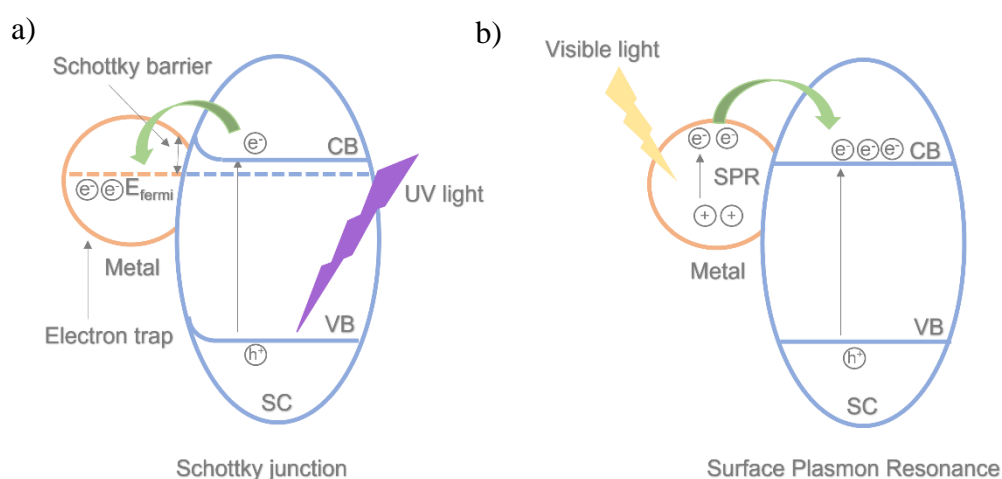 a)
Schottky barrier
e-
CB
e- e- Efermi
UV light
Metal
Electron trap
VB
h+
SC
Schottky junction
b)
Visible light
e- e-
e- e- e- CB
SPR
+ +
Metal
VB
h+
SC
Surface Plasmon Resonance